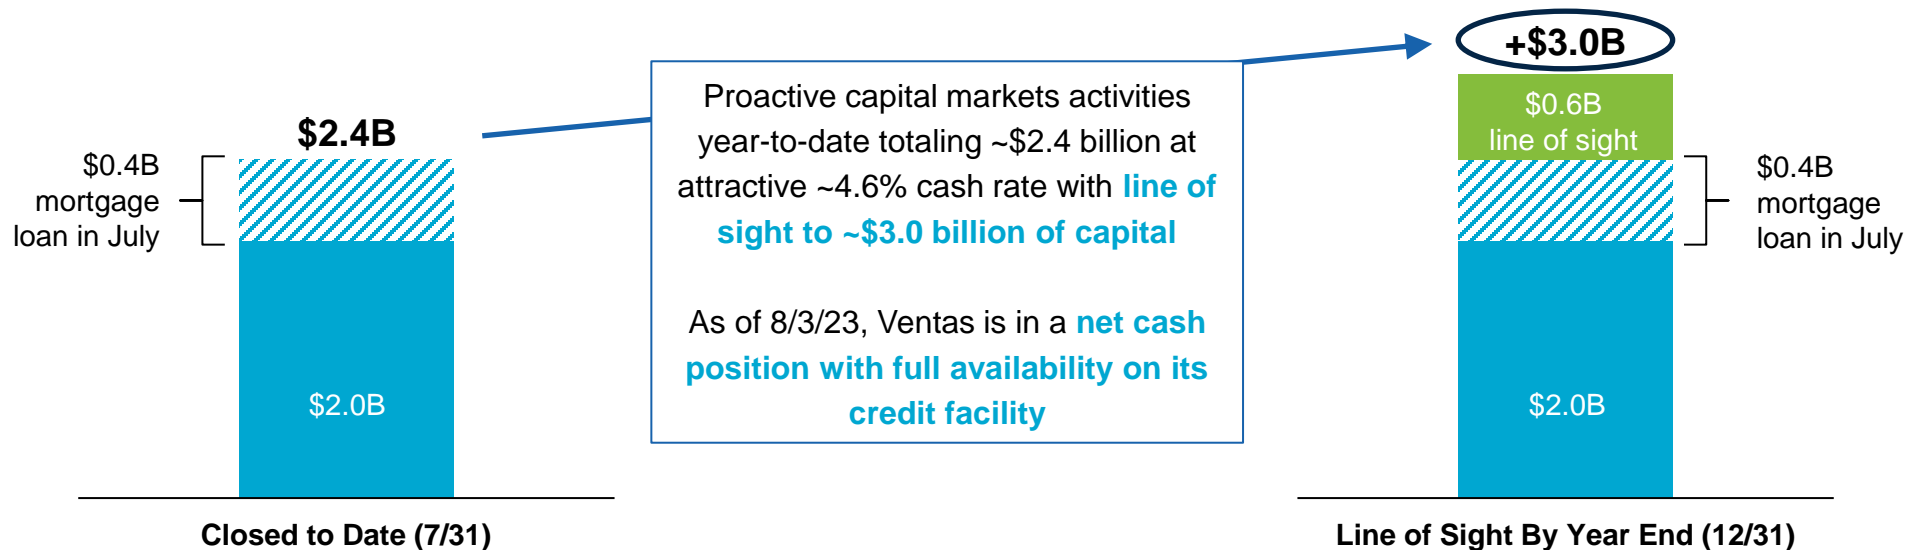 $2.4B
$0.4B
mortgage
loan in July
$2.0B
Closed to Date (7/31)
Proactive capital markets activities
year-to-date totaling ~$2.4 billion at
attractive ~4.6% cash rate with line of
sight to ~$3.0 billion of capital
As of 8/3/23, Ventas is in a net cash
position with full availability on its
credit facility
+$3.0B
$0.6B
line of sight
$0.4B
mortgage
loan in July
$2.0B
Line of Sight By Year End (12/31)